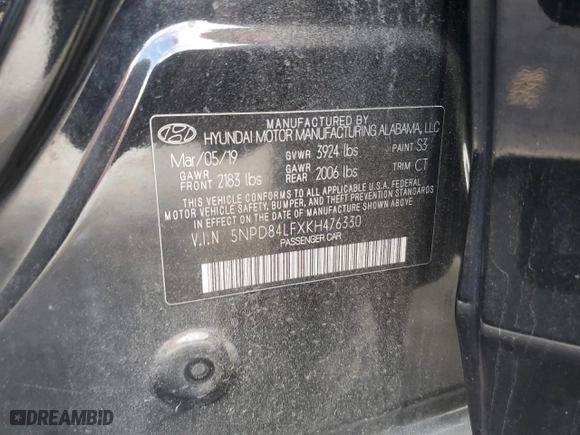 MANUFACTURED BY
HYUNDAI MOTOR MANUFACTURING ALABAMA, LLC
Mar/05/19 GVWR 3924 lbs PAINT S3
GAWR FRONT 2183 lbs GAWR REAR 2006 lbs TRIM CT
THIS VEHICLE CONFORMS TO ALL APPLICABLE U.S.A. FEDERAL
MOTOR VEHICLE SAFETY, BUMPER, AND THEFT PREVENTION STANDARDS
IN EFFECT ON THE DATE OF MANUFACTURE SHOWN ABOVE.
V.I.N 5NPD84LFXKH476330
PASSENGER CAR
DREAMBID